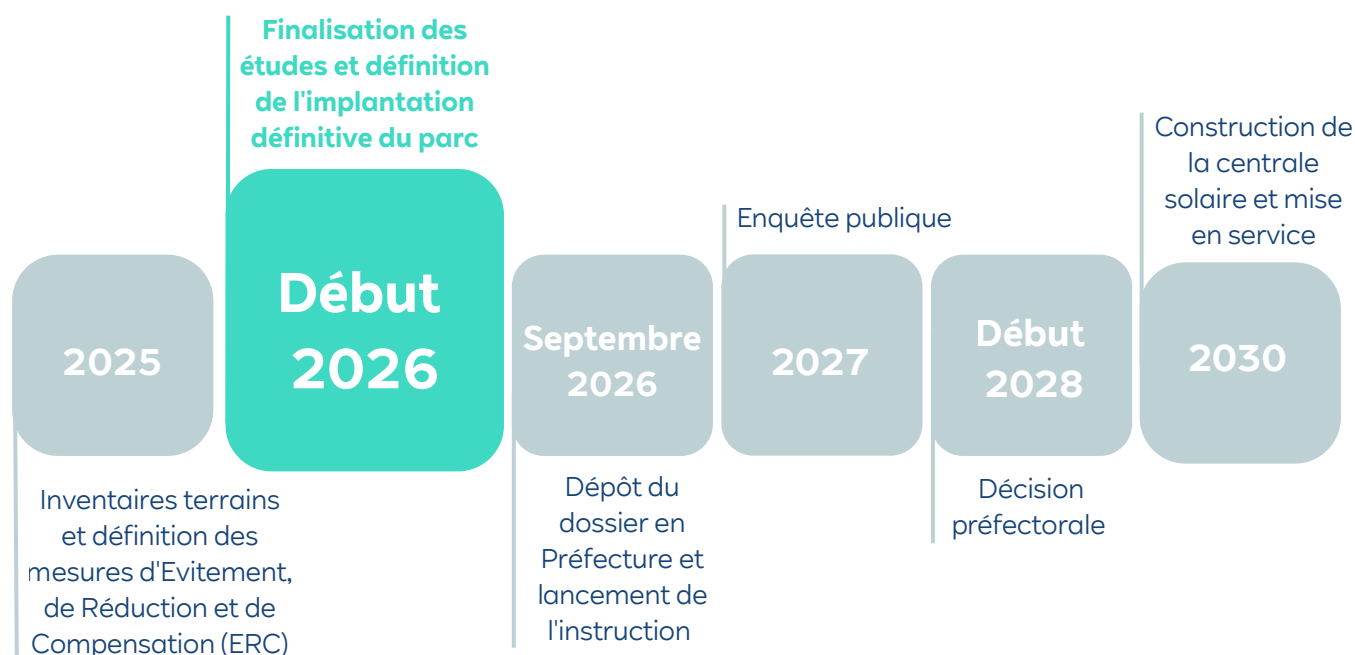 2025
Inventaires terrains
et définition des
mesures d'Evitement,
de Réduction et de
Compensation (ERC)
Finalisation des
études et définition
de l'implantation
définitive du parc
Début
2026
Septembre
2026
Dépôt du
dossier en
Préfecture et
lancement de
l'instruction
Enquête publique
2027
Début
2028
Décision
préfectorale
Construction de
la centrale
solaire et mise
en service
2030